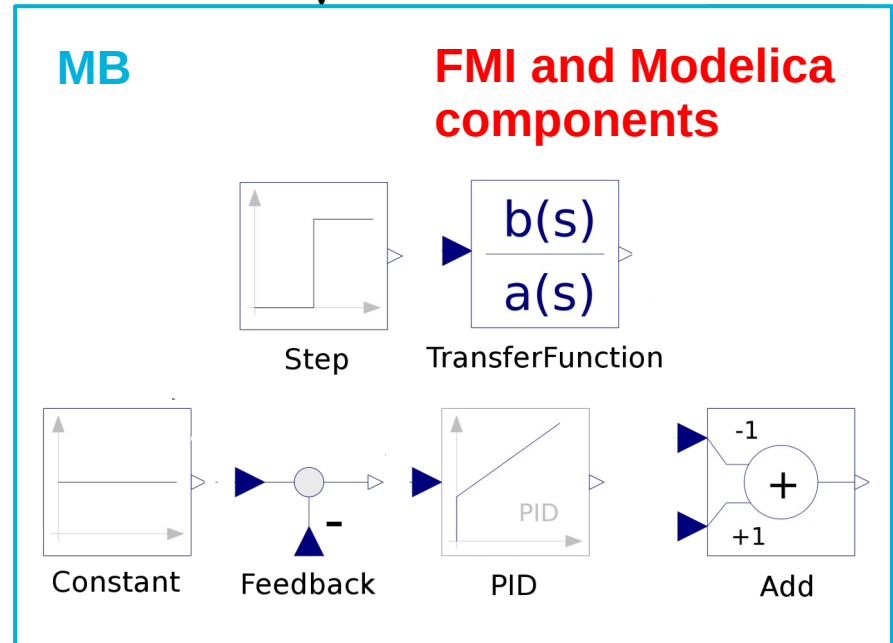 MB
FMI and Modelica
components
b(s)
a(s)
Step
TransferFunction
-1
+
+1
-
PID
Constant
Feedback
PID
Add